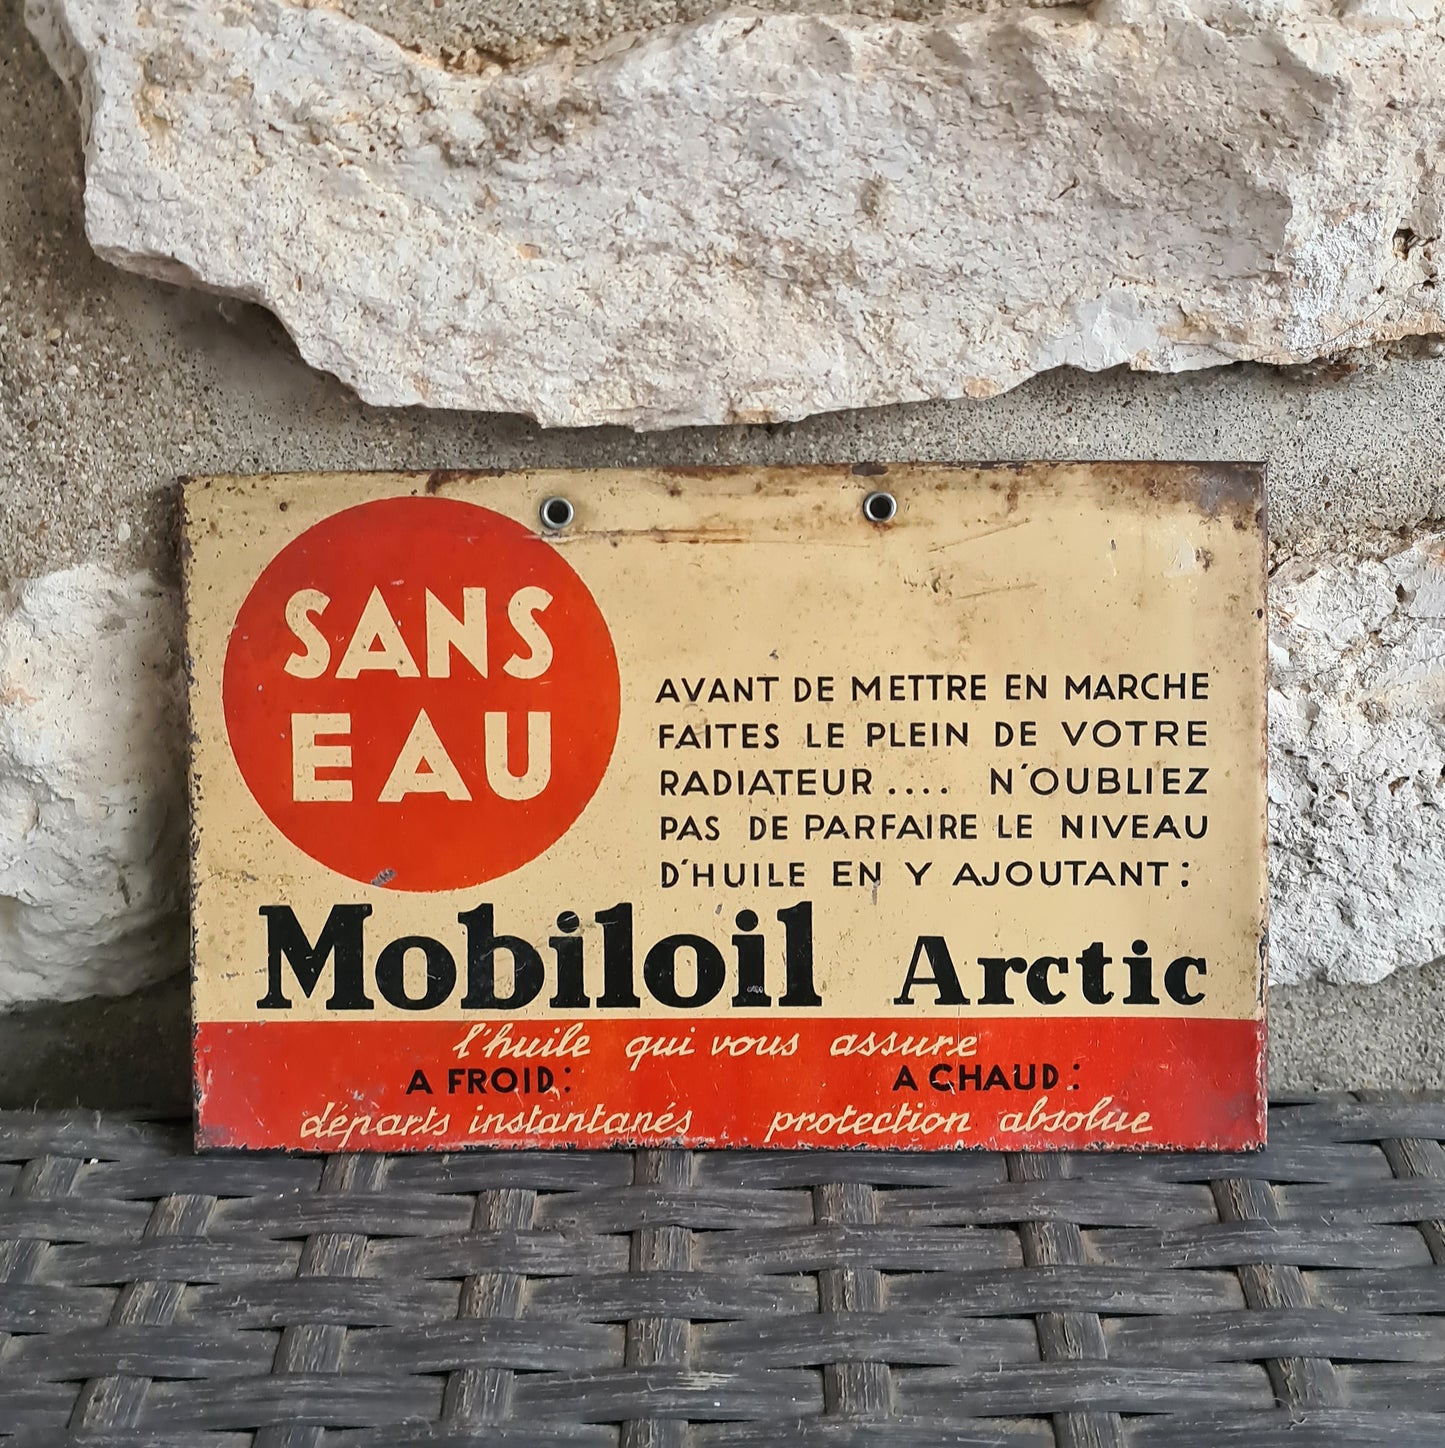 SANS
EAU
AVANT DE METTRE EN MARCHE
FAITES LE PLEIN DE VOTRE
RADIATEUR .... N'OUBLIEZ
PAS DE PARFAIRE LE NIVEAU
D'HUILE EN Y AJOUTANT :
Mobiloil Arctic
l'huile qui vous assure
A FROID : A CHAUD :
départs instantanés protection absolue